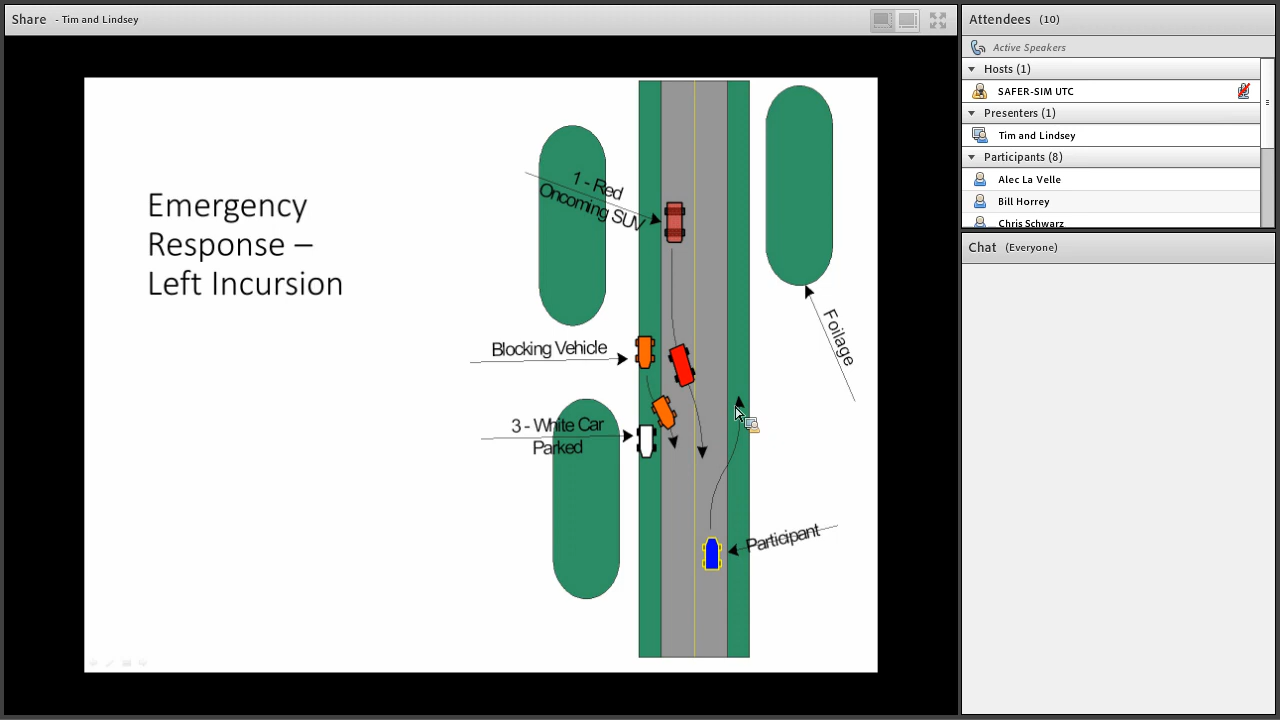 Share - Tim and Lindsey
Emergency
Response –
Left Incursion
1 - Red
Oncoming SUV
Blocking Vehicle
3 - White Car
Parked
Foilage
Participant
Attendees (10)
Active Speakers
Hosts (1)
SAFER-SIM UTC
Presenters (1)
Tim and Lindsey
Participants (8)
Alec La Velle
Bill Horrey
Chris Schwarz
Chat (Everyone)